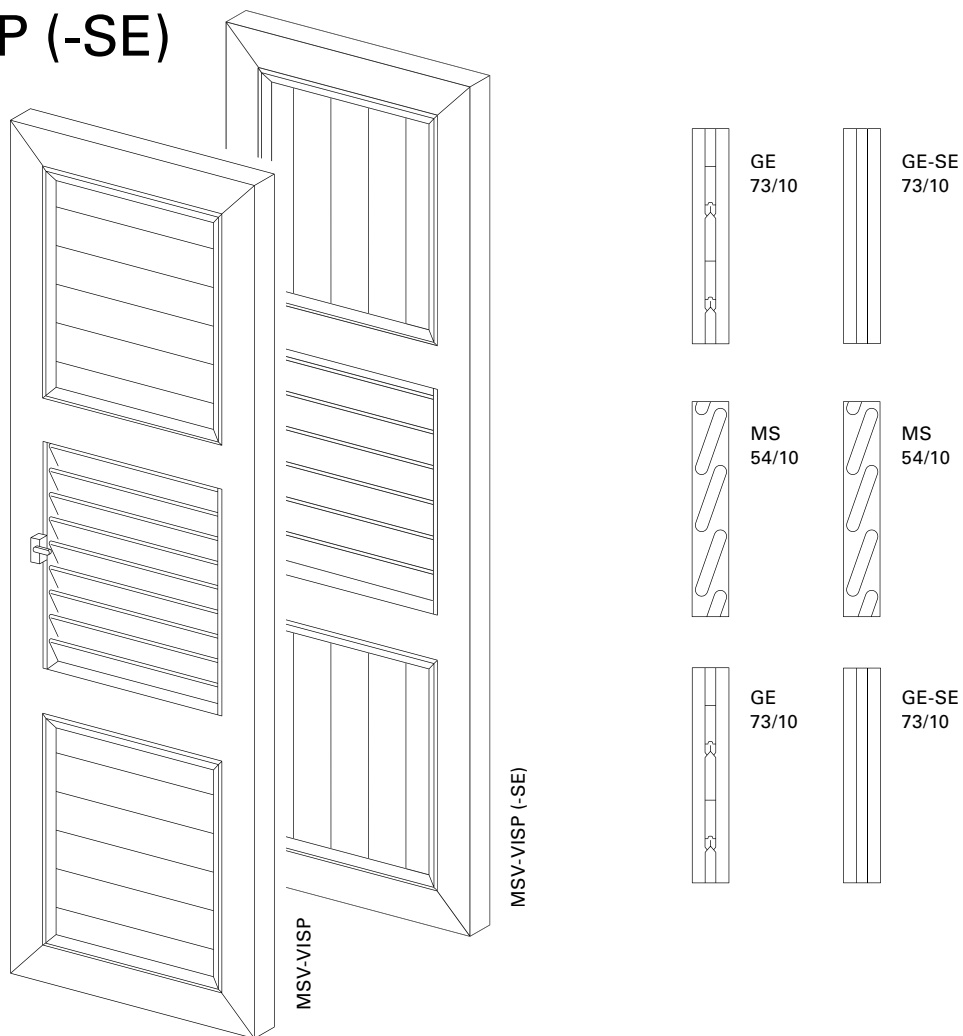 P (-SE)
GE
73/10
GE-SE
73/10
MS
54/10
MS
54/10
GE
73/10
GE-SE
73/10
MSV-VISP
MSV-VISP (-SE)